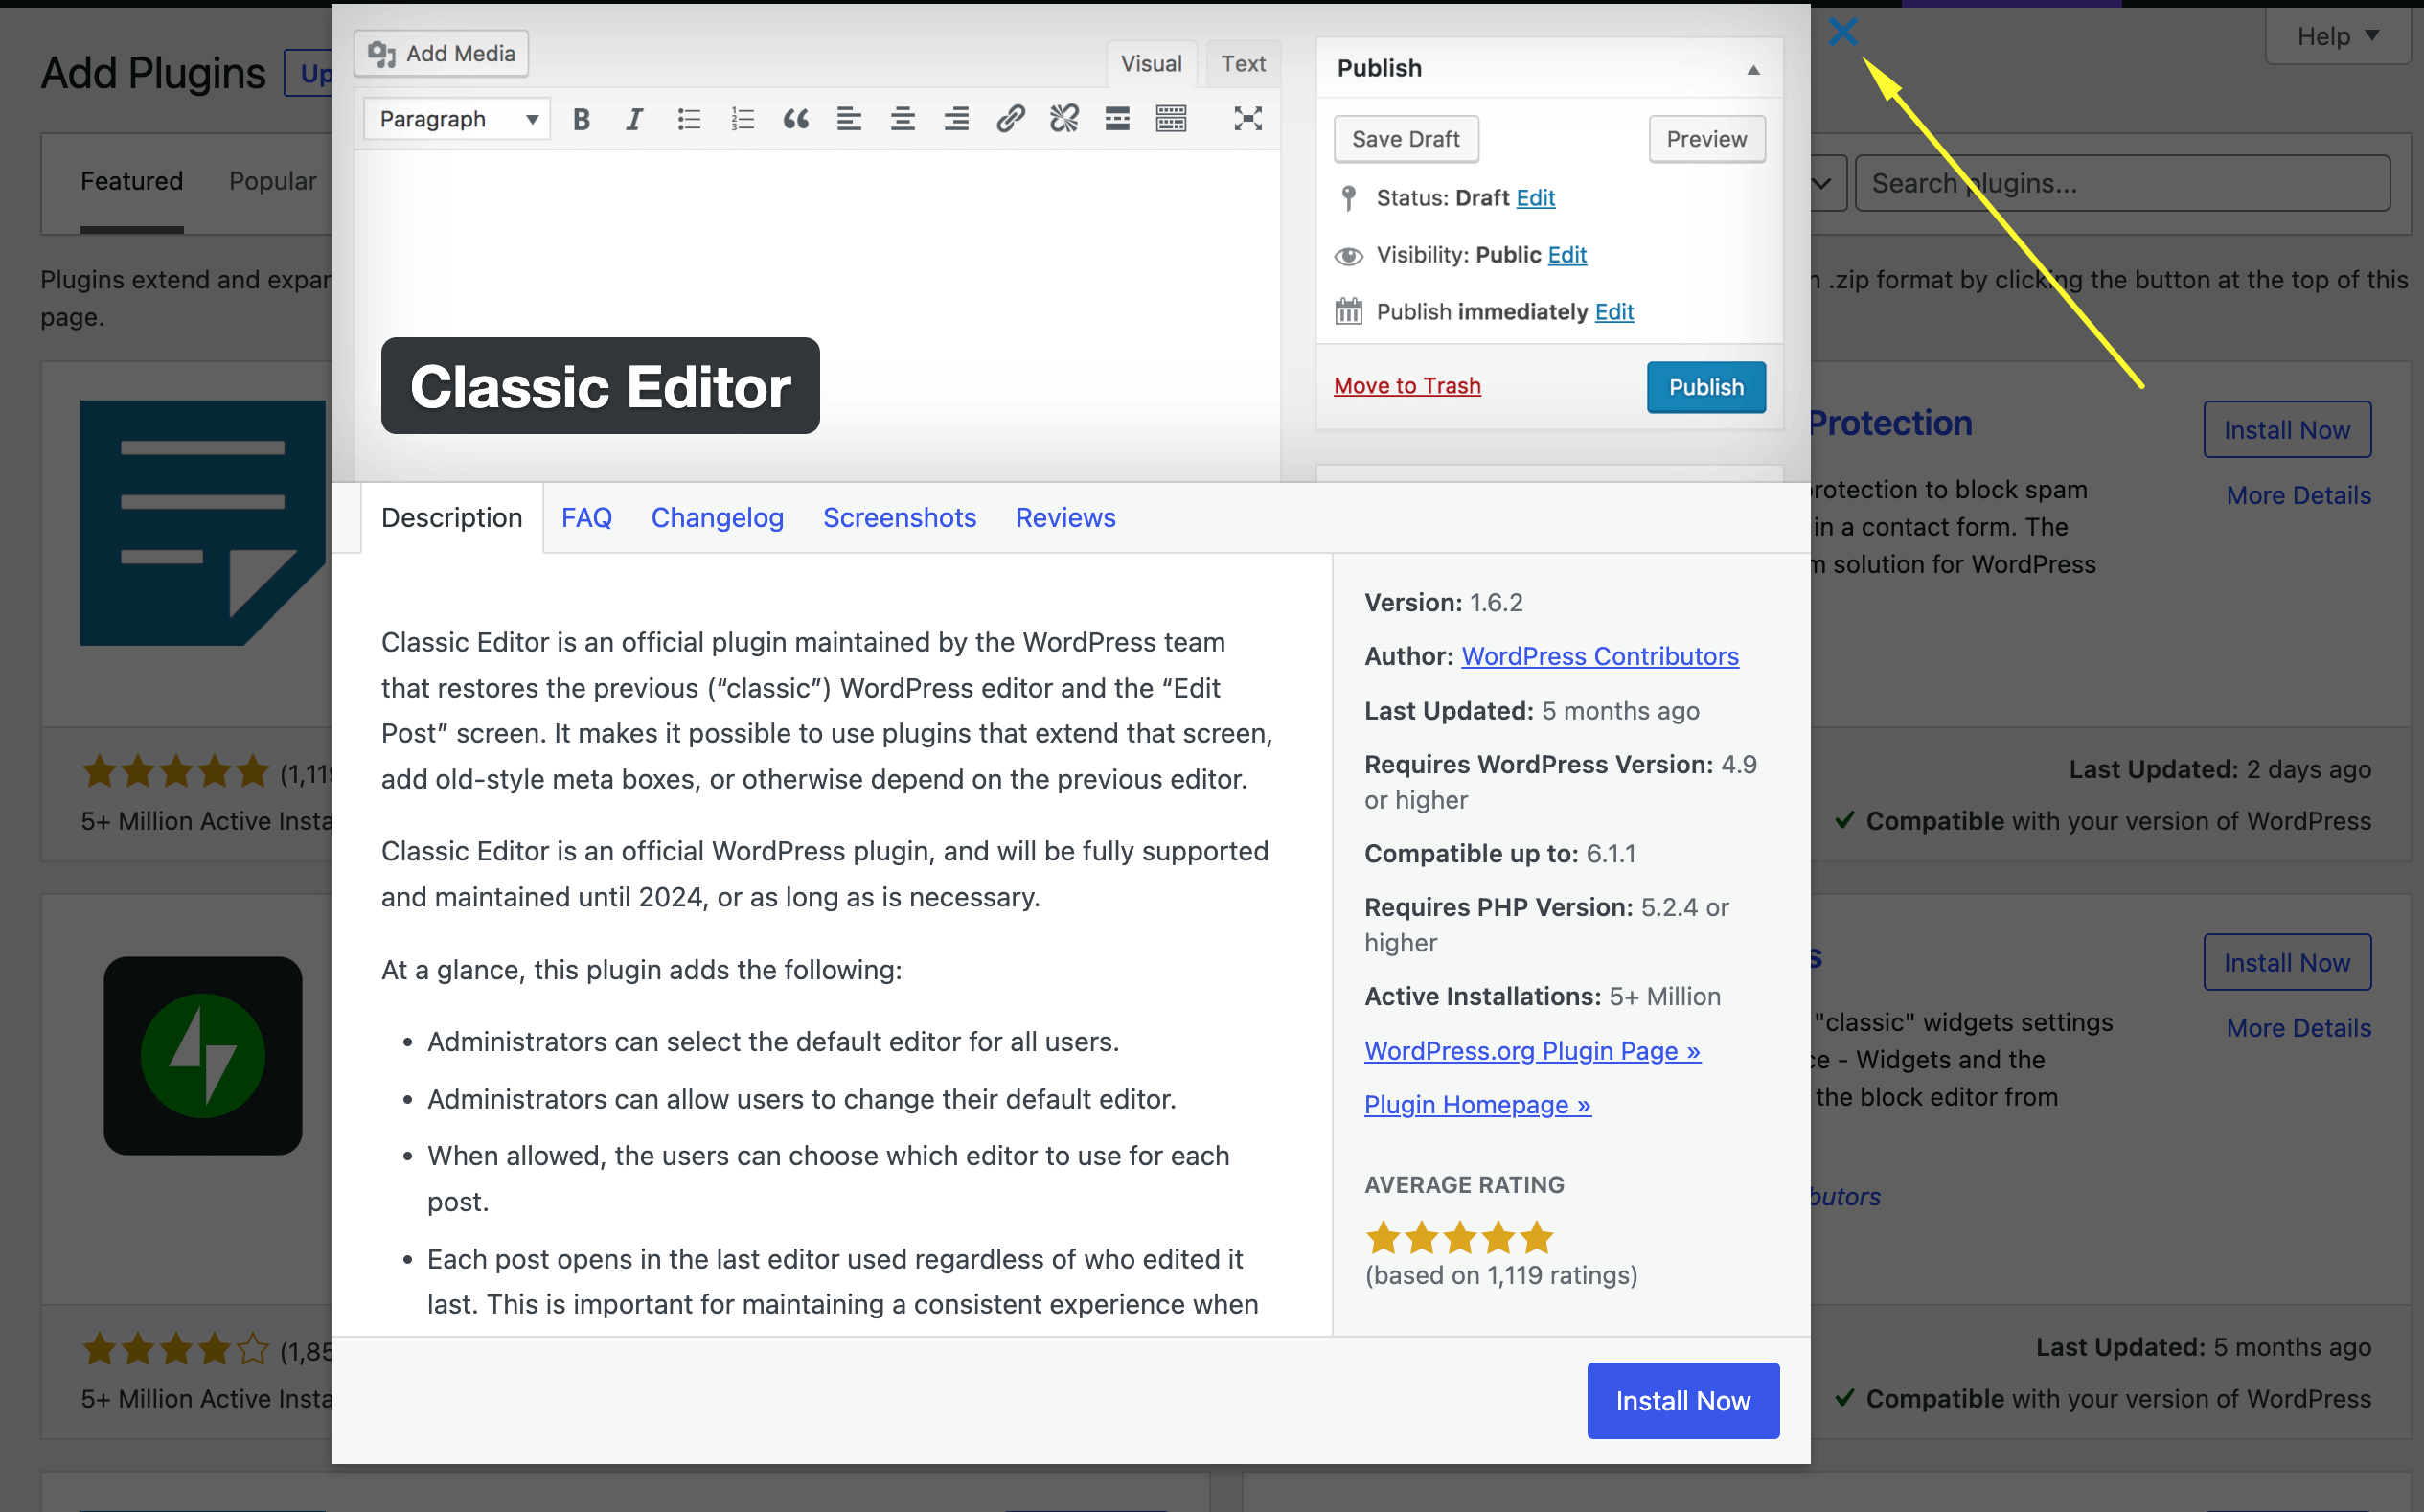 Add Plugins
Help
Add Media
Visual
Text
Paragraph
Publish
Save Draft
Preview
Status: Draft Edit
Visibility: Public Edit
Publish immediately Edit
Move to Trash
Publish
Classic Editor
Featured
Popular
Search plugins...
Plugins extend and
page.
.zip format by clicking the button at the top of this
Protection
Install Now
More Details
protection to block spam
in a contact form. The
solution for WordPress
Description
FAQ
Changelog
Screenshots
Reviews
Classic Editor is an official plugin maintained by the WordPress team
that restores the previous (“classic”) WordPress editor and the “Edit
Post” screen. It makes it possible to use plugins that extend that screen,
add old-style meta boxes, or otherwise depend on the previous editor.
Classic Editor is an official WordPress plugin, and will be fully supported
and maintained until 2024, or as long as is necessary.
At a glance, this plugin adds the following:
• Administrators can select the default editor for all users.
• Administrators can allow users to change their default editor.
• When allowed, the users can choose which editor to use for each
post.
• Each post opens in the last editor used regardless of who edited it
last. This is important for maintaining a consistent experience when
Version: 1.6.2
Author: WordPress Contributors
Last Updated: 5 months ago
Requires WordPress Version: 4.9
or higher
Compatible up to: 6.1.1
Requires PHP Version: 5.2.4 or
higher
Active Installations: 5+ Million
WordPress.org Plugin Page »
Plugin Homepage »
AVERAGE RATING
(based on 1,119 ratings)
Install Now
5+ Million Active
Last Updated: 2 days ago
Compatible with your version of WordPress
Install Now
More Details
"classic" widgets settings
- Widgets and the
the block editor from
5+ Million Active
Last Updated: 5 months ago
Compatible with your version of WordPress